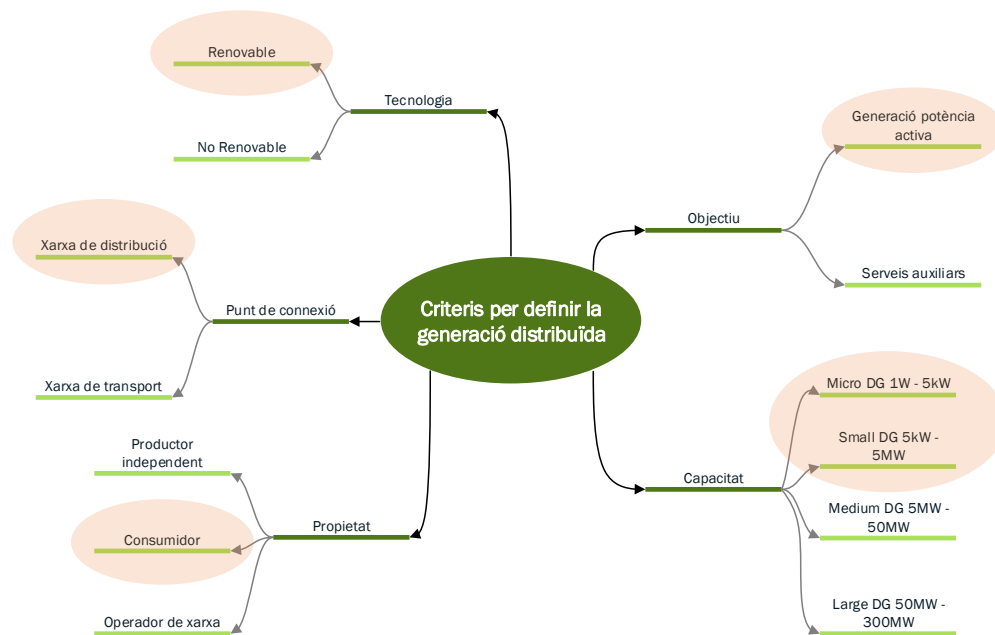 Renovable
Tecnologia
No Renovable
Generació potència
activa
Objectiu
Serveis auxiliars
Xarxa de distribució
Punt de connexió
Xarxa de transport
Criteris per definir la
generació distribuïda
Micro DG 1W - 5kW
Small DG 5kW -
5MW
Capacitat
Medium DG 5MW -
50MW
Large DG 50MW -
300MW
Productor
independent
Propietat
Consumidor
Operador de xarxa